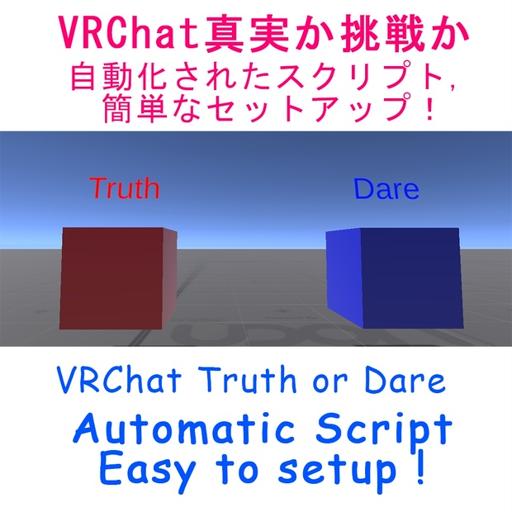 VRChat真実か挑戦か
自動化されたスクリプト,
簡単なセットアップ！
Truth
Dare
VRChat Truth or Dare
Automatic Script
Easy to setup !